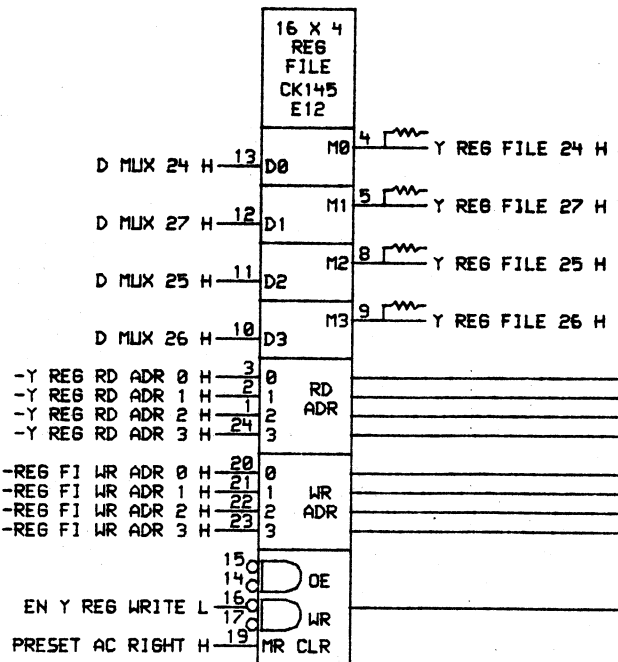 16 X 4
REG
FILE
CK145
E12
4 M0 Y REG FILE 24 H
D MUX 24 H 13 D0
5 M1 Y REG FILE 27 H
D MUX 27 H 12 D1
8 M2 Y REG FILE 25 H
D MUX 25 H 11 D2
9 M3 Y REG FILE 26 H
D MUX 26 H 10 D3
-Y REG RD ADR 0 H 3 0
-Y REG RD ADR 1 H 2 1
-Y REG RD ADR 2 H 1 2
-Y REG RD ADR 3 H 24 3
RD
ADR
-REG FI WR ADR 0 H 20 0
-REG FI WR ADR 1 H 21 1
-REG FI WR ADR 2 H 22 2
-REG FI WR ADR 3 H 23 3
WR
ADR
15
14 OE
EN Y REG WRITE L 16
17 WR
PRESET AC RIGHT H 19 MR CLR